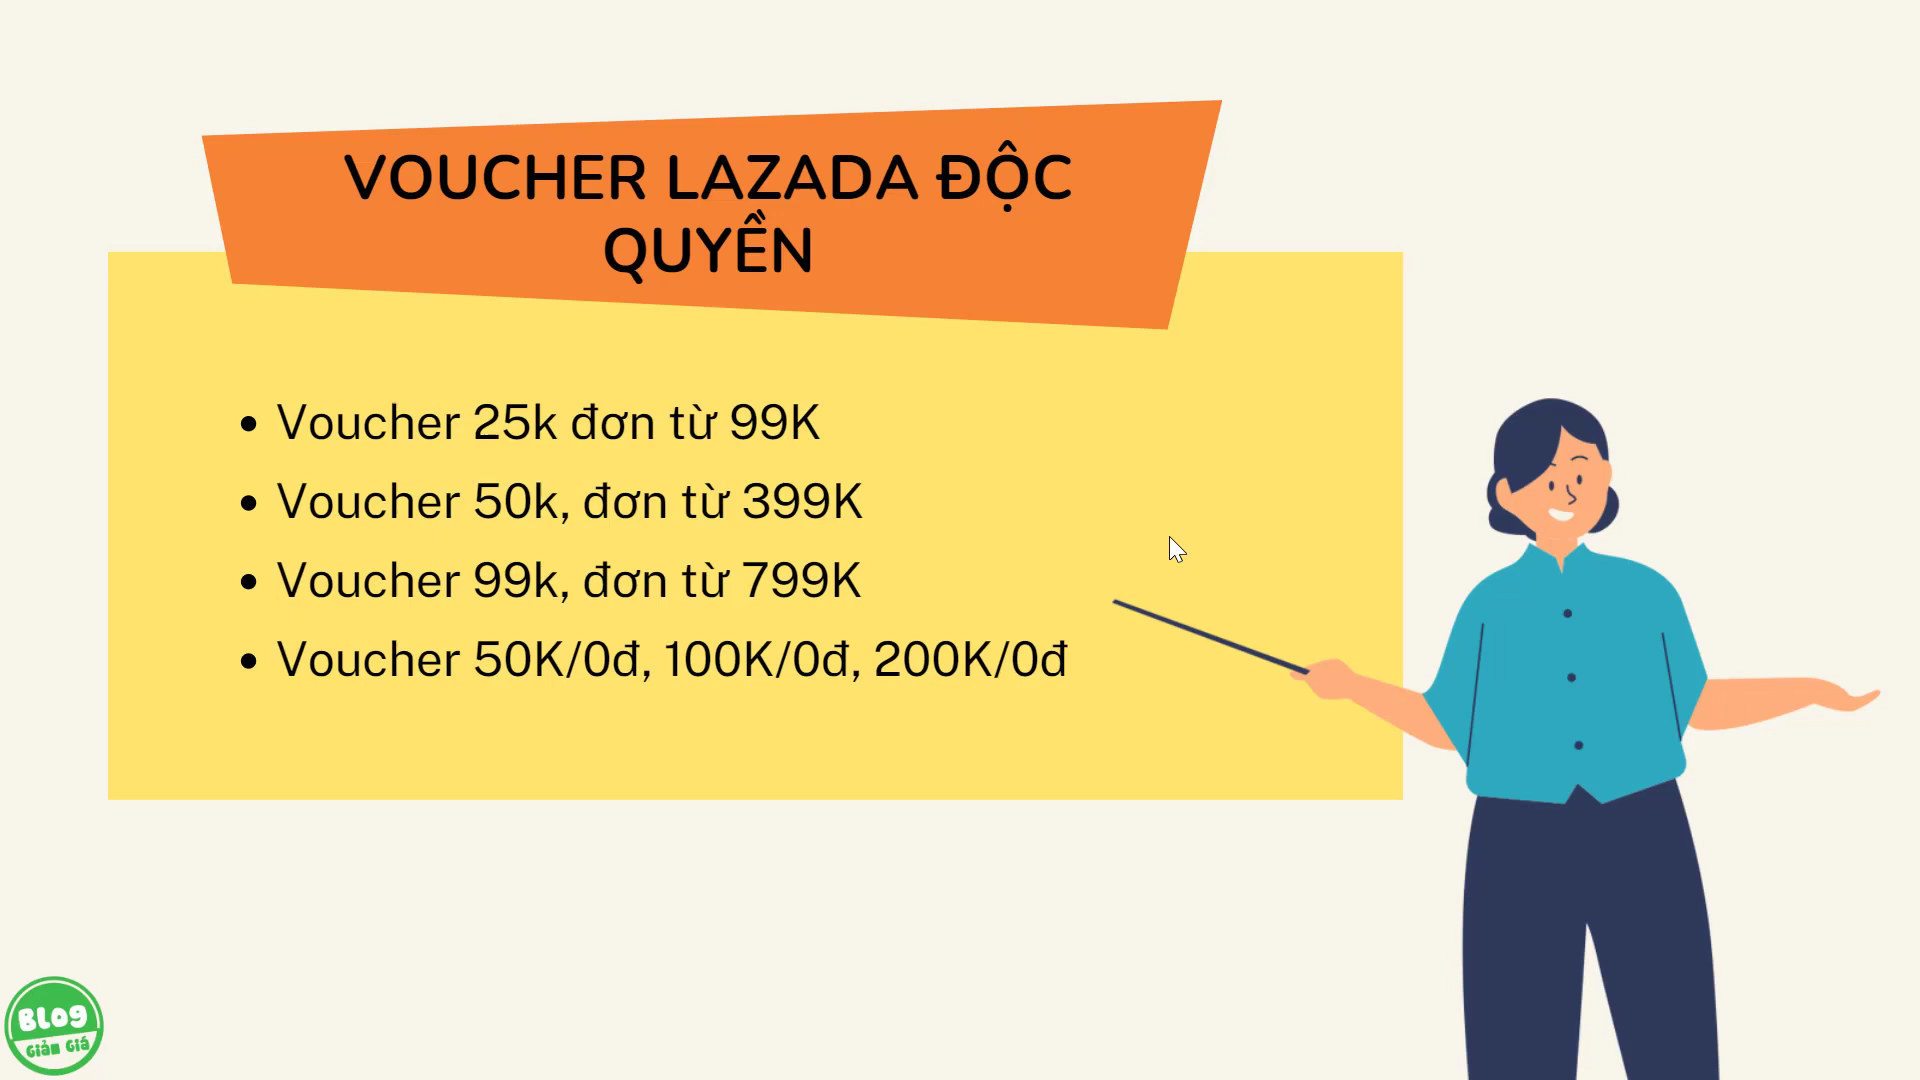 VOUCHER LAZADA ĐỘC
QUYỀN
• Voucher 25k đơn từ 99K
• Voucher 50k, đơn từ 399K
• Voucher 99k, đơn từ 799K
• Voucher 50K/0đ, 100K/0đ, 200K/0đ
BLOG
Giảm Giá